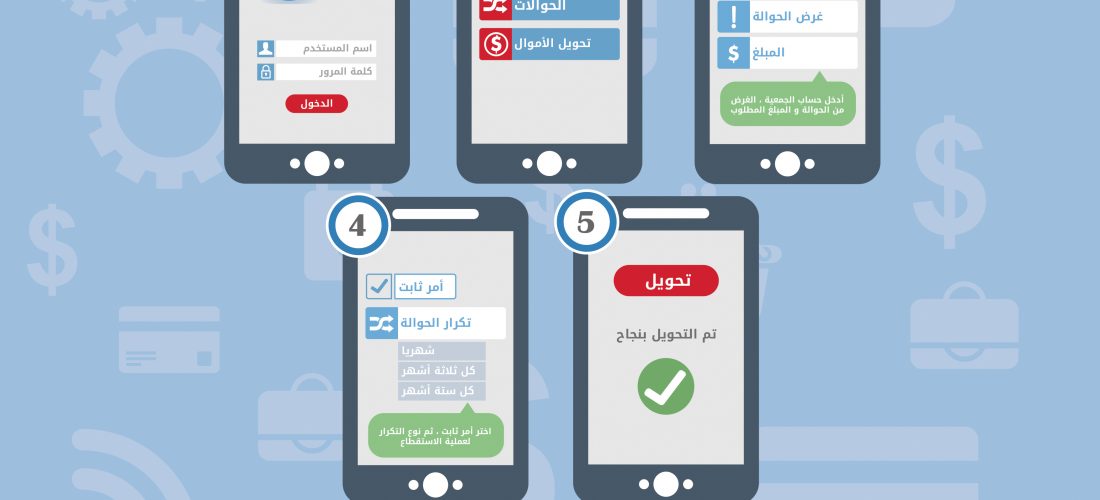 اسم المستخدم
كلمة المرور
الدخول
الحوالات
تحويل الأموال
غرض الحوالة
المبلغ
أدخل حساب الجمعية ، الغرض
من الحوالة و المبلغ المطلوب
4
أمر ثابت
تكرار الحوالة
شهريا
كل ثلاثة أشهر
كل ستة أشهر
اختر أمر ثابت ، ثم نوع التكرار
لعملية الاستقطاع
5
تحويل
تم التحويل بنجاح